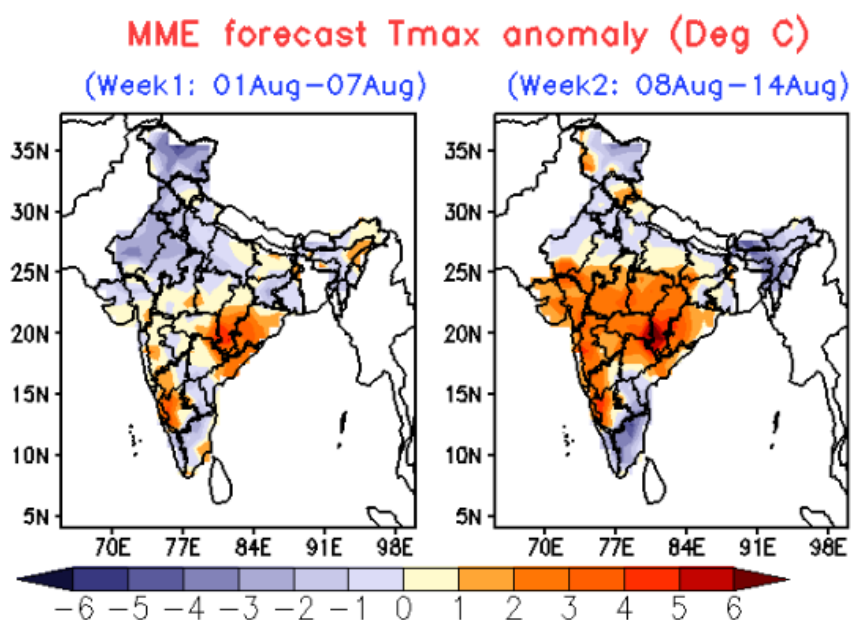 MME forecast Tmax anomaly (Deg C)
(Week1: 01Aug-07Aug)
(Week2: 08Aug-14Aug)
35N
30N
25N
20N
15N
10N
5N
70E 77E 84E 91E 98E
35N
30N
25N
20N
15N
10N
5N
70E 77E 84E 91E 98E
-6 -5 -4 -3 -2 -1 0 1 2 3 4 5 6